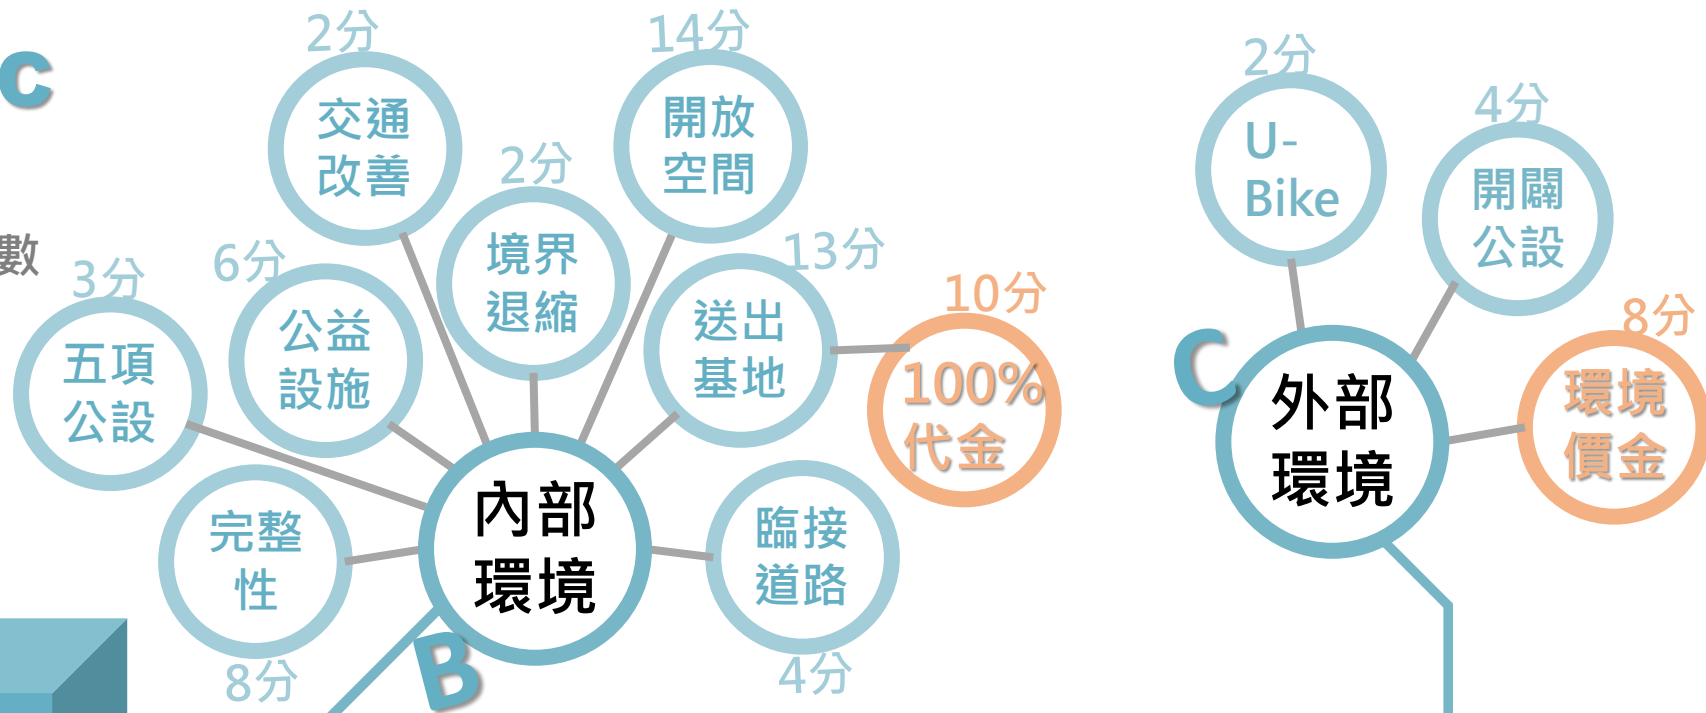 C
數
2分
交通
改善
14分
開放
空間
2分
境界
退縮
3分
五項
公設
6分
公益
設施
13分
送出
基地
10分
100%
代金
完整
性
8分
內部
環境
B
臨接
道路
4分
2分
U-
Bike
4分
開闢
公設
8分
環境
價金
C
外部
環境